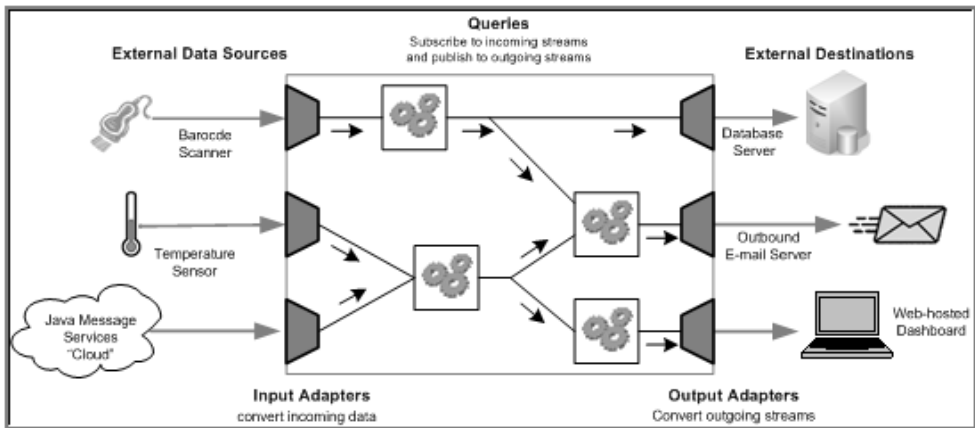 Queries
Subscribe to incoming streams
and publish to outgoing streams
External Data Sources
External Destinations
Barocde
Scanner
Database
Server
Temperature
Sensor
Outbound
E-mail Server
Java Message
Services
"Cloud"
Web-hosted
Dashboard
Input Adapters
convert incoming data
Output Adapters
Convert outgoing streams